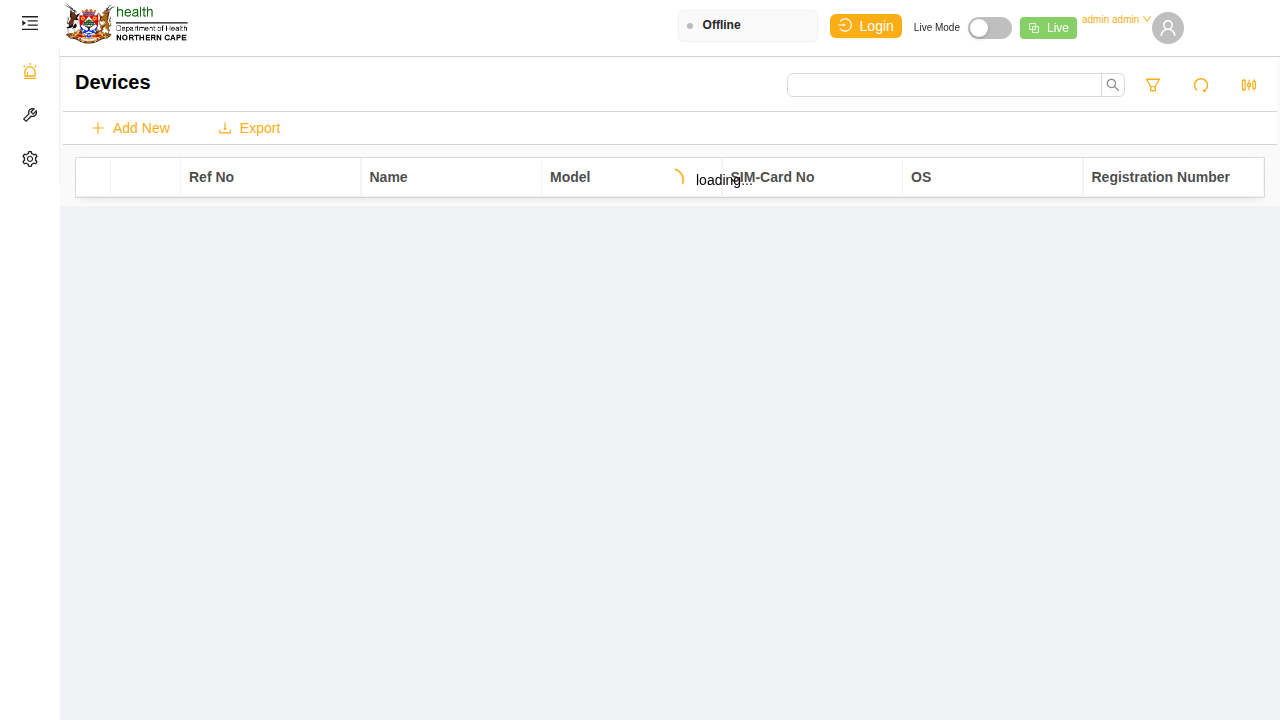 health
Department of Health
NORTHERN CAPE
Offline
Login
Live Mode
Live
admin admin
Devices
Add New
Export
Ref No
Name
Model
loading...
SIM-Card No
OS
Registration Number